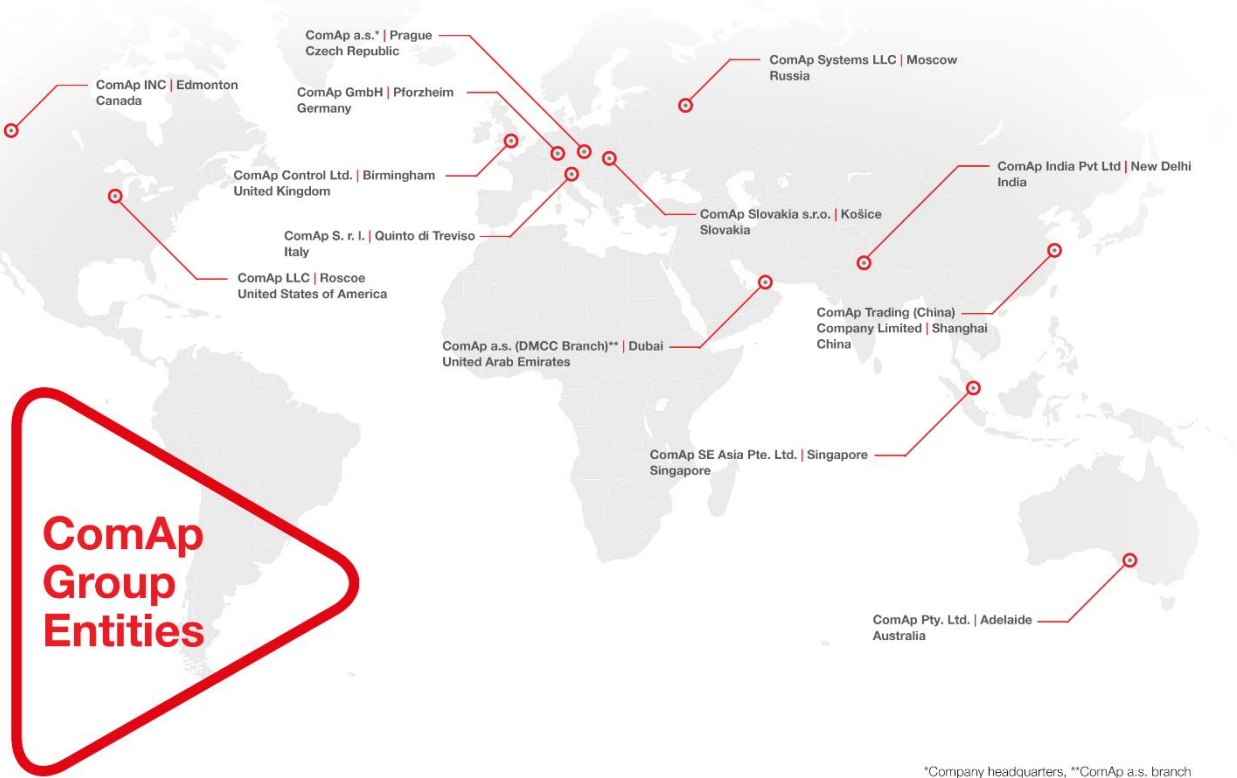 ComAp a.s.* | Prague
Czech Republic
ComAp Systems LLC | Moscow
Russia
ComAp INC | Edmonton
Canada
ComAp GmbH | Pforzheim
Germany
ComAp India Pvt Ltd | New Delhi
India
ComAp Control Ltd. | Birmingham
United Kingdom
ComAp Slovakia s.r.o. | Košice
Slovakia
ComAp S. r. l. | Quinto di Treviso
Italy
ComAp LLC | Roscoe
United States of America
ComAp Trading (China)
Company Limited | Shanghai
China
ComAp a.s. (DMCC Branch)** | Dubai
United Arab Emirates
ComAp SE Asia Pte. Ltd. | Singapore
Singapore
ComAp
Group
Entities
ComAp Pty. Ltd. | Adelaide
Australia
*Company headquarters, **ComAp a.s. branch